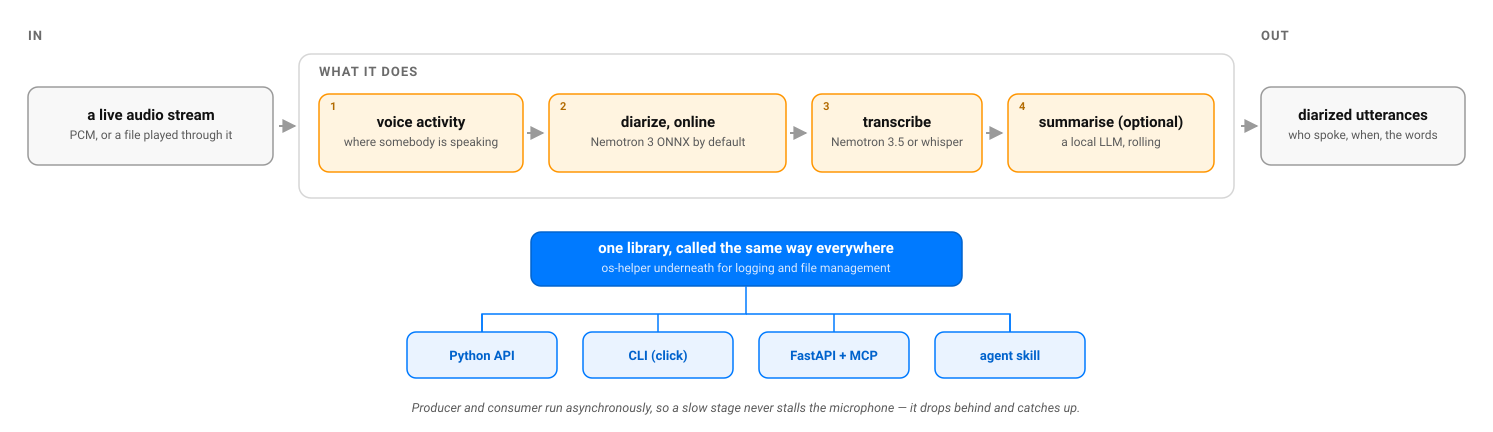 IN
OUT
WHAT IT DOES
a live audio stream
PCM, or a file played through it
1
voice activity
where somebody is speaking
2
diarize, online
Nemotron 3 ONNX by default
3
transcribe
Nemotron 3.5 or whisper
4
summarise (optional)
a local LLM, rolling
diarized utterances
who spoke, when, the words
one library, called the same way everywhere
os-helper underneath for logging and file management
Python API
CLI (click)
FastAPI + MCP
agent skill
Producer and consumer run asynchronously, so a slow stage never stalls the microphone — it drops behind and catches up.